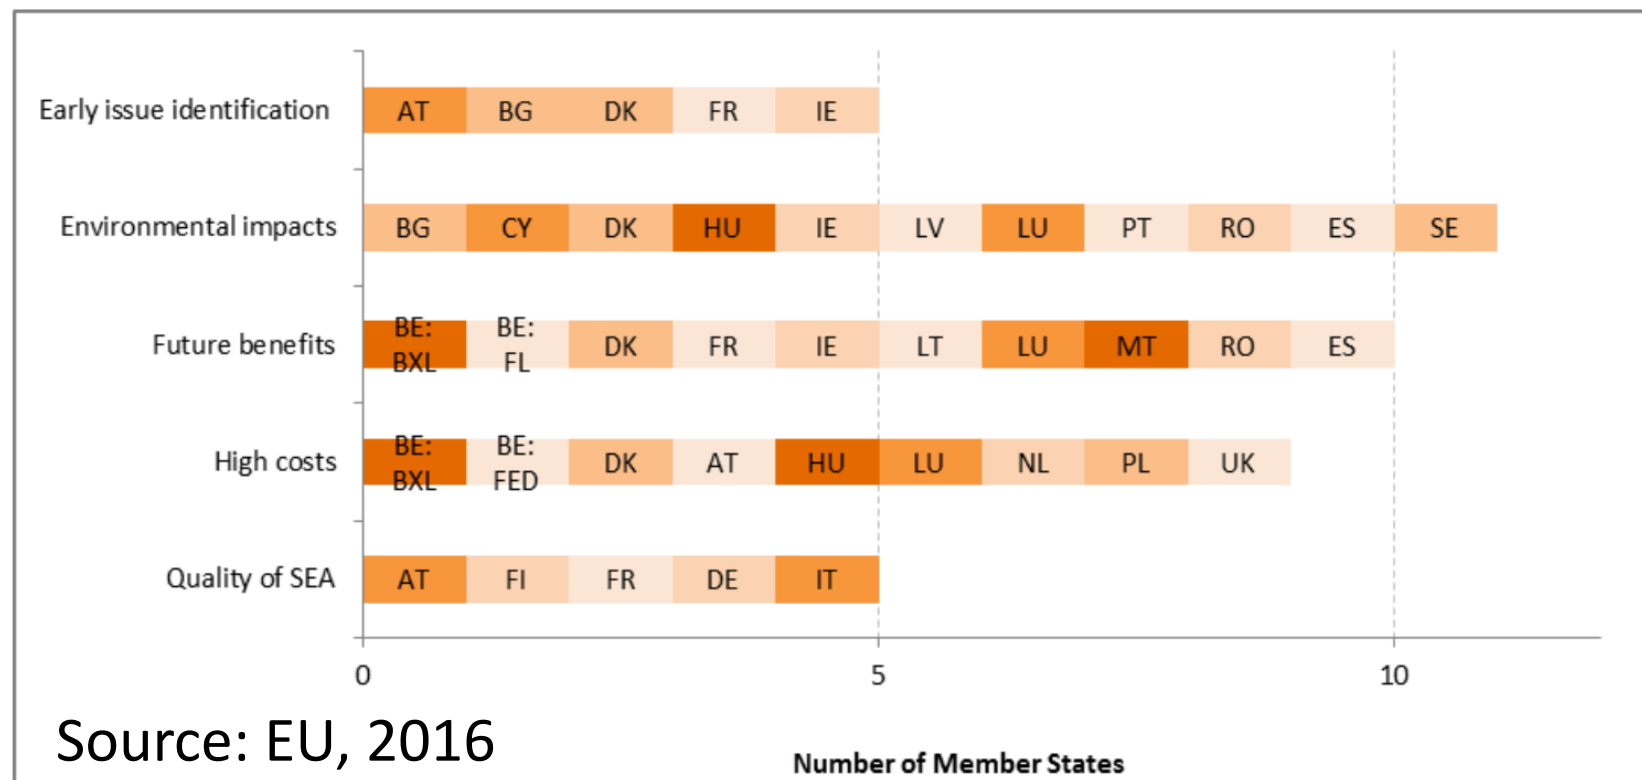 Early issue identification AT BG DK FR IE
Environmental impacts BG CY DK HU IE LV LU PT RO ES SE
Future benefits BE: BXL BE: FL DK FR IE LT LU MT RO ES
High costs BE: BXL BE: FED DK AT HU LU NL PL UK
Quality of SEA AT FI FR DE IT
0 5 10
Source: EU, 2016
Number of Member States